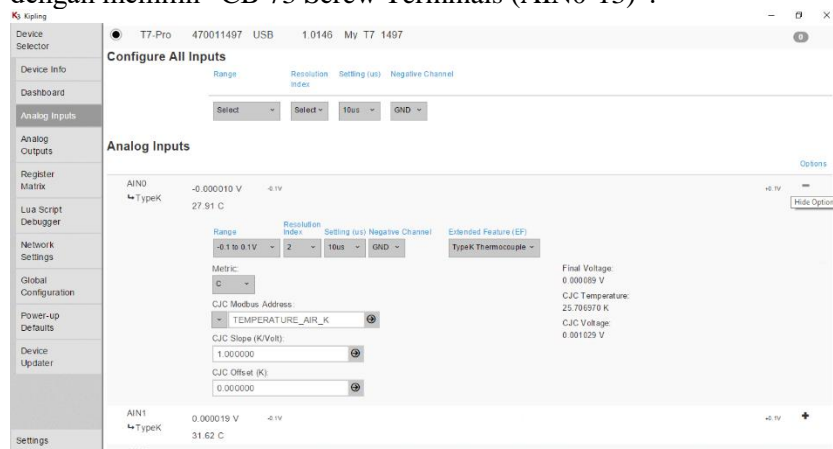 dengan memilih "CB 75 Screw Terminals (AIN0-13)".
K3 Kipling
Device Selector
T7-Pro 470011497 USB 1.0146 My T7 1497
0
Configure All Inputs
Device Info
Range Resolution Index Settling (us) Negative Channel
Dashboard
Analog Inputs
Select Select 10us GND
Analog Outputs
Analog Inputs
Options
Register Matrix
AIN0 -0.000010 V -0.1V +0.1V
TypeK 27.91 C
Hide Option
Lua Script Debugger
Range Resolution Index Settling (us) Negative Channel Extended Feature (EF)
-0.1 to 0.1V 2 10us GND TypeK Thermocouple
Network Settings
Metric:
C
Final Voltage:
0.000089 V
Global Configuration
CJC Temperature:
25.706970 K
CJC Modbus Address:
TEMPERATURE_AIR_K
CJC Voltage:
0.001029 V
Power-up Defaults
CJC Slope (K/Volt):
1.000000
Device Updater
CJC Offset (K):
0.000000
AIN1 0.000019 V -0.1V +0.1V
TypeK 31.62 C
Settings